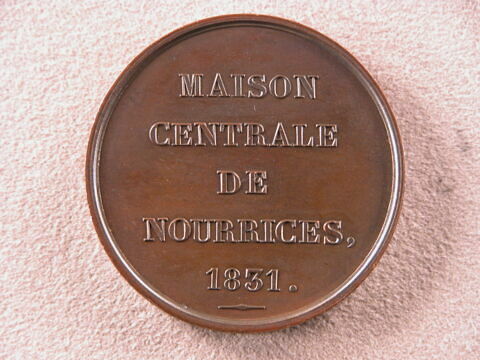 MAISON
CENTRALE
DE
NOURRICES,
1831.